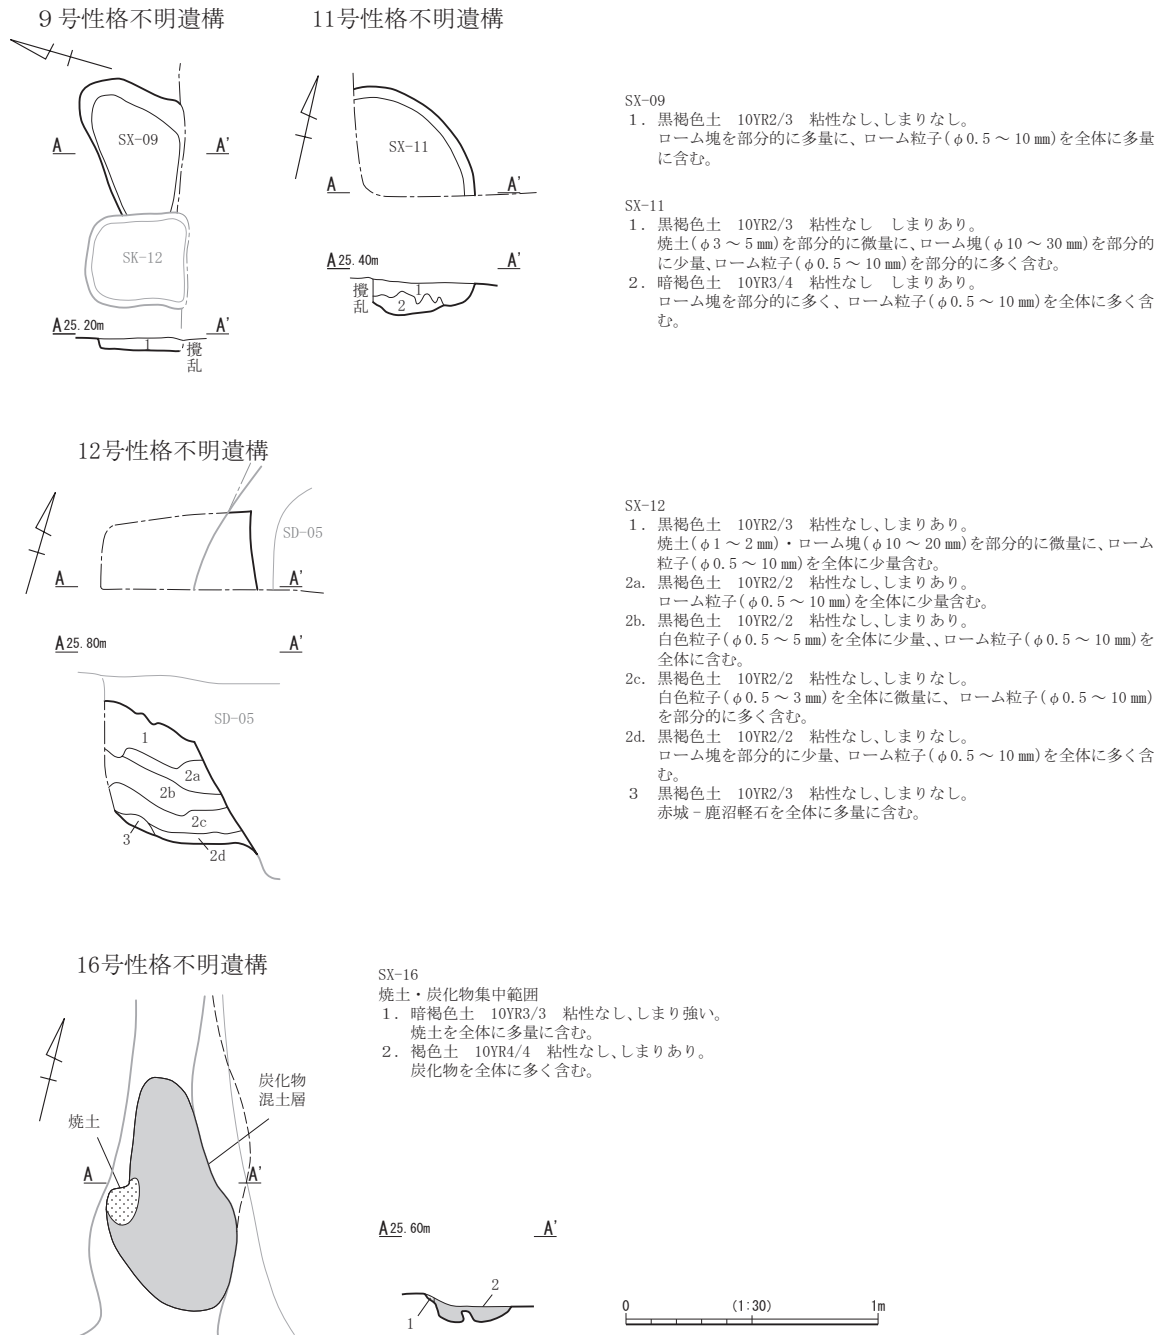 9号性格不明遺構
11号性格不明遺構
SX-09
A
A'
SK-12
A 25.20m
A'
1
攪乱
SX-11
A
A'
A 25.40m
A'
攪乱
1
2
SX-09
1. 黒褐色土　10YR2/3　粘性なし、しまりなし。
ローム塊を部分的に多量に、ローム粒子(φ0.5～10㎜)を全体に多量
に含む。
SX-11
1. 黒褐色土　10YR2/3　粘性なし　しまりあり。
焼土(φ3～5㎜)を部分的に微量に、ローム塊(φ10～30㎜)を部分的
に少量、ローム粒子(φ0.5～10㎜)を部分的に多く含む。
2. 暗褐色土　10YR3/4　粘性なし　しまりあり。
ローム塊を部分的に多く、ローム粒子(φ0.5～10㎜)を全体に多く含
む。
12号性格不明遺構
SD-05
A
A'
A 25.80m
A'
SD-05
1
2a
2b
2c
3
2d
SX-12
1. 黒褐色土　10YR2/3　粘性なし、しまりあり。
焼土(φ1～2㎜)・ローム塊(φ10～20㎜)を部分的に微量に、ローム
粒子(φ0.5～10㎜)を全体に少量含む。
2a. 黒褐色土　10YR2/2　粘性なし、しまりあり。
ローム粒子(φ0.5～10㎜)を全体に少量含む。
2b. 黒褐色土　10YR2/2　粘性なし、しまりあり。
白色粒子(φ0.5～5㎜)を全体に少量、、ローム粒子(φ0.5～10㎜)を
全体に含む。
2c. 黒褐色土　10YR2/2　粘性なし、しまりなし。
白色粒子(φ0.5～3㎜)を全体に微量に、ローム粒子(φ0.5～10㎜)
を部分的に多く含む。
2d. 黒褐色土　10YR2/2　粘性なし、しまりなし。
ローム塊を部分的に少量、ローム粒子(φ0.5～10㎜)を全体に多く含
む。
3　黒褐色土　10YR2/3　粘性なし、しまりなし。
赤城－鹿沼軽石を全体に多量に含む。
16号性格不明遺構
炭化物
混土層
焼土
A
A'
SX-16
焼土・炭化物集中範囲
1. 暗褐色土　10YR3/3　粘性なし、しまり強い。
焼土を全体に多量に含む。
2. 褐色土　10YR4/4　粘性なし、しまりあり。
炭化物を全体に多く含む。
A 25.60m
A'
2
1
0
(1:30)
1m